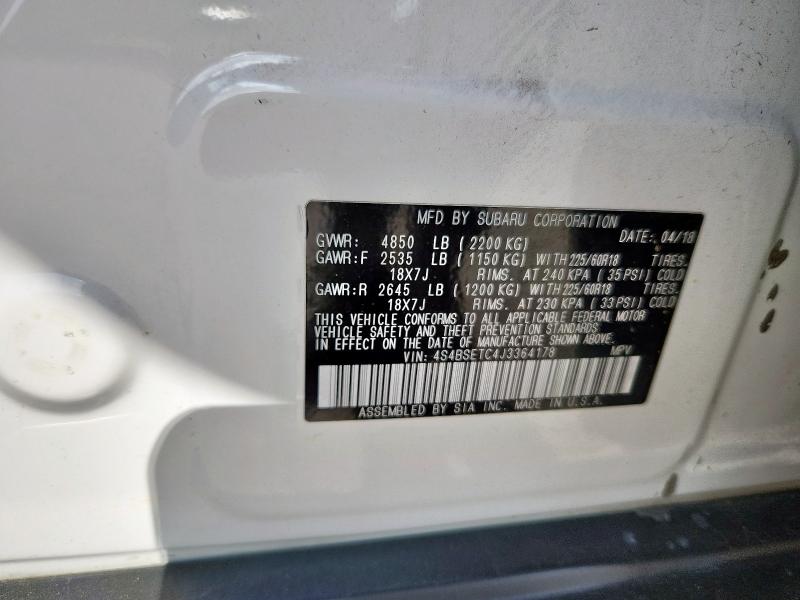 MFD BY SUBARU CORPORATION
DATE: 04/18
GVWR: 4850 LB (2200 KG)
GAWR:F 2535 LB (1150 KG) WITH 225/60R18 TIRES.
18X7J RIMS. AT 240 KPA (35 PSI) COLD
GAWR:R 2645 LB (1200 KG) WITH 225/60R18 TIRES.
18X7J RIMS. AT 230 KPA (33 PSI) COLD
THIS VEHICLE CONFORMS TO ALL APPLICABLE FEDERAL MOTOR
VEHICLE SAFETY AND THEFT PREVENTION STANDARDS
IN EFFECT ON THE DATE OF MANUFACTURE SHOWN ABOVE.
VIN: 4S4BSETC4J3364178 MPV
ASSEMBLED BY SIA INC. MADE IN U.S.A.